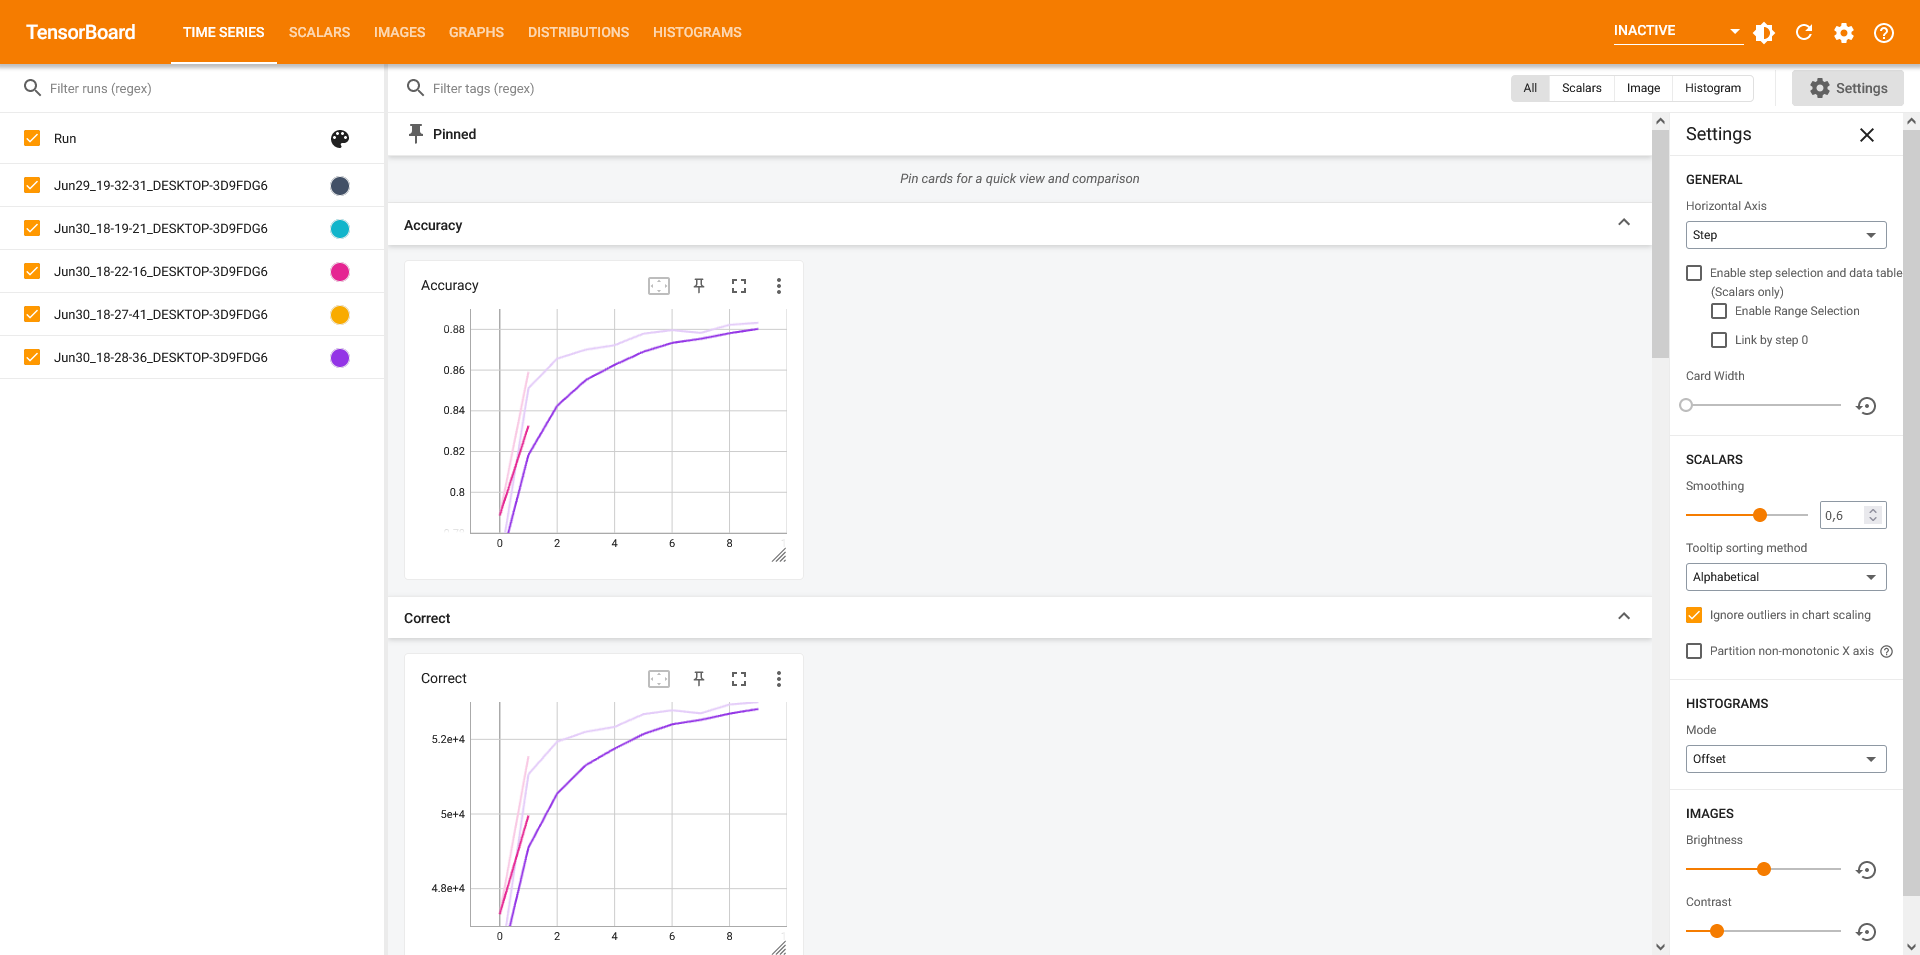 TensorBoard
TIME SERIES
SCALARS
IMAGES
GRAPHS
DISTRIBUTIONS
HISTOGRAMS
INACTIVE
Filter runs (regex)
Run
Jun29_19-32-31_DESKTOP-3D9FDG6
Jun30_18-19-21_DESKTOP-3D9FDG6
Jun30_18-22-16_DESKTOP-3D9FDG6
Jun30_18-27-41_DESKTOP-3D9FDG6
Jun30_18-28-36_DESKTOP-3D9FDG6
Filter tags (regex)
All
Scalars
Image
Histogram
Settings
Pinned
Pin cards for a quick view and comparison
Accuracy
Accuracy
0.88
0.86
0.84
0.82
0.8
0 2 4 6 8
Correct
Correct
5.2e+4
5e+4
4.8e+4
0 2 4 6 8
Settings
GENERAL
Horizontal Axis
Step
Enable step selection and data table
(Scalars only)
Enable Range Selection
Link by step 0
Card Width
SCALARS
Smoothing
0,6
Tooltip sorting method
Alphabetical
Ignore outliers in chart scaling
Partition non-monotonic X axis
HISTOGRAMS
Mode
Offset
IMAGES
Brightness
Contrast